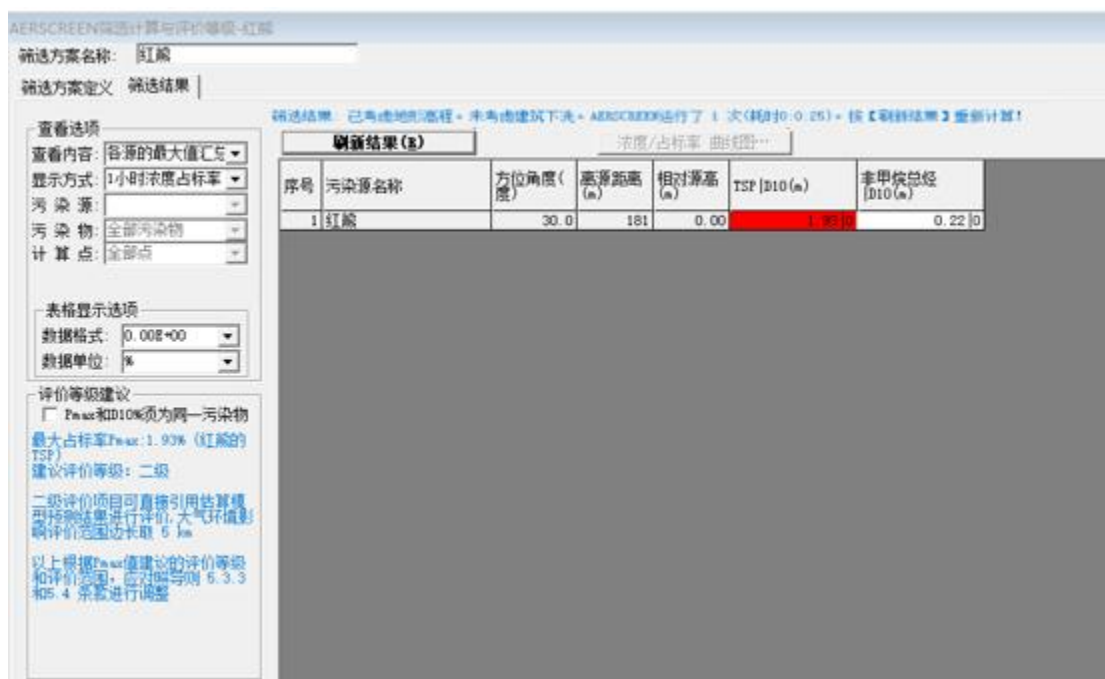 AERSCREEN筛选计算与评价等级-红熊
筛选方案名称: 红熊
筛选方案定义 筛选结果
筛选结果: 已考虑地形高程。未考虑建筑下洗。AERSCREEN运行了 1 次(耗时0:0:25)。按【刷新结果】重新计算!
查看选项
查看内容: 各源的最大值汇总
显示方式: 1小时浓度占标率
污 染 源:
污 染 物: 全部污染物
计 算 点: 全部点
刷新结果(R)
浓度/占标率 曲线图…
序号 污染源名称 方位角度(度) 离源距离(m) 相对源高(m) TSP|D10(m) 非甲烷总烃|D10(m)
1 红熊 30.0 181 0.00 1.93|0 0.22|0
表格显示选项
数据格式: 0.00E+00
数据单位: %
评价等级建议
Pmax和D10%须为同一污染物
最大占标率Pmax:1.93% (红熊的
TSP)
建议评价等级: 二级
二级评价项目可直接引用估算模
型预测结果进行评价,大气环境影
响评价范围边长取 5 km
以上根据Pmax值建议的评价等级
和评价范围, 应对照导则 5.3.3
和5.4 条款进行调整